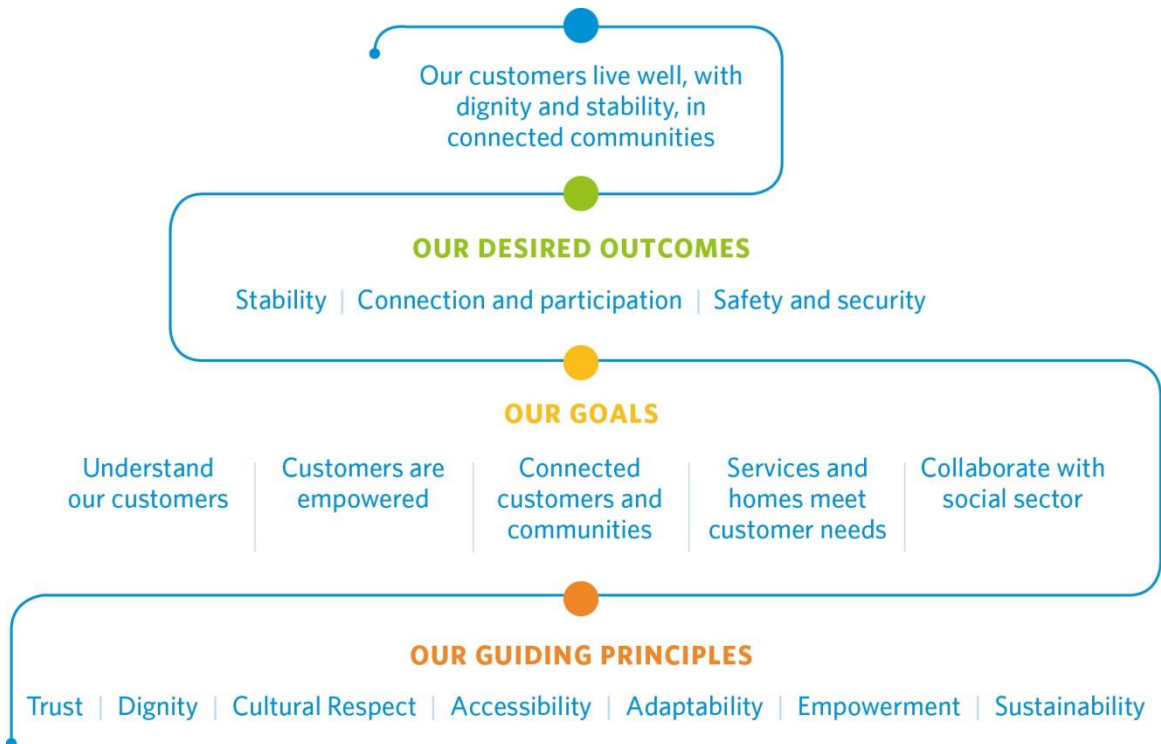 Our customers live well, with
dignity and stability, in
connected communities
OUR DESIRED OUTCOMES
Stability | Connection and participation | Safety and security
OUR GOALS
Understand
our customers
Customers are
empowered
Connected
customers and
communities
Services and
homes meet
customer needs
Collaborate with
social sector
OUR GUIDING PRINCIPLES
Trust | Dignity | Cultural Respect | Accessibility | Adaptability | Empowerment | Sustainability